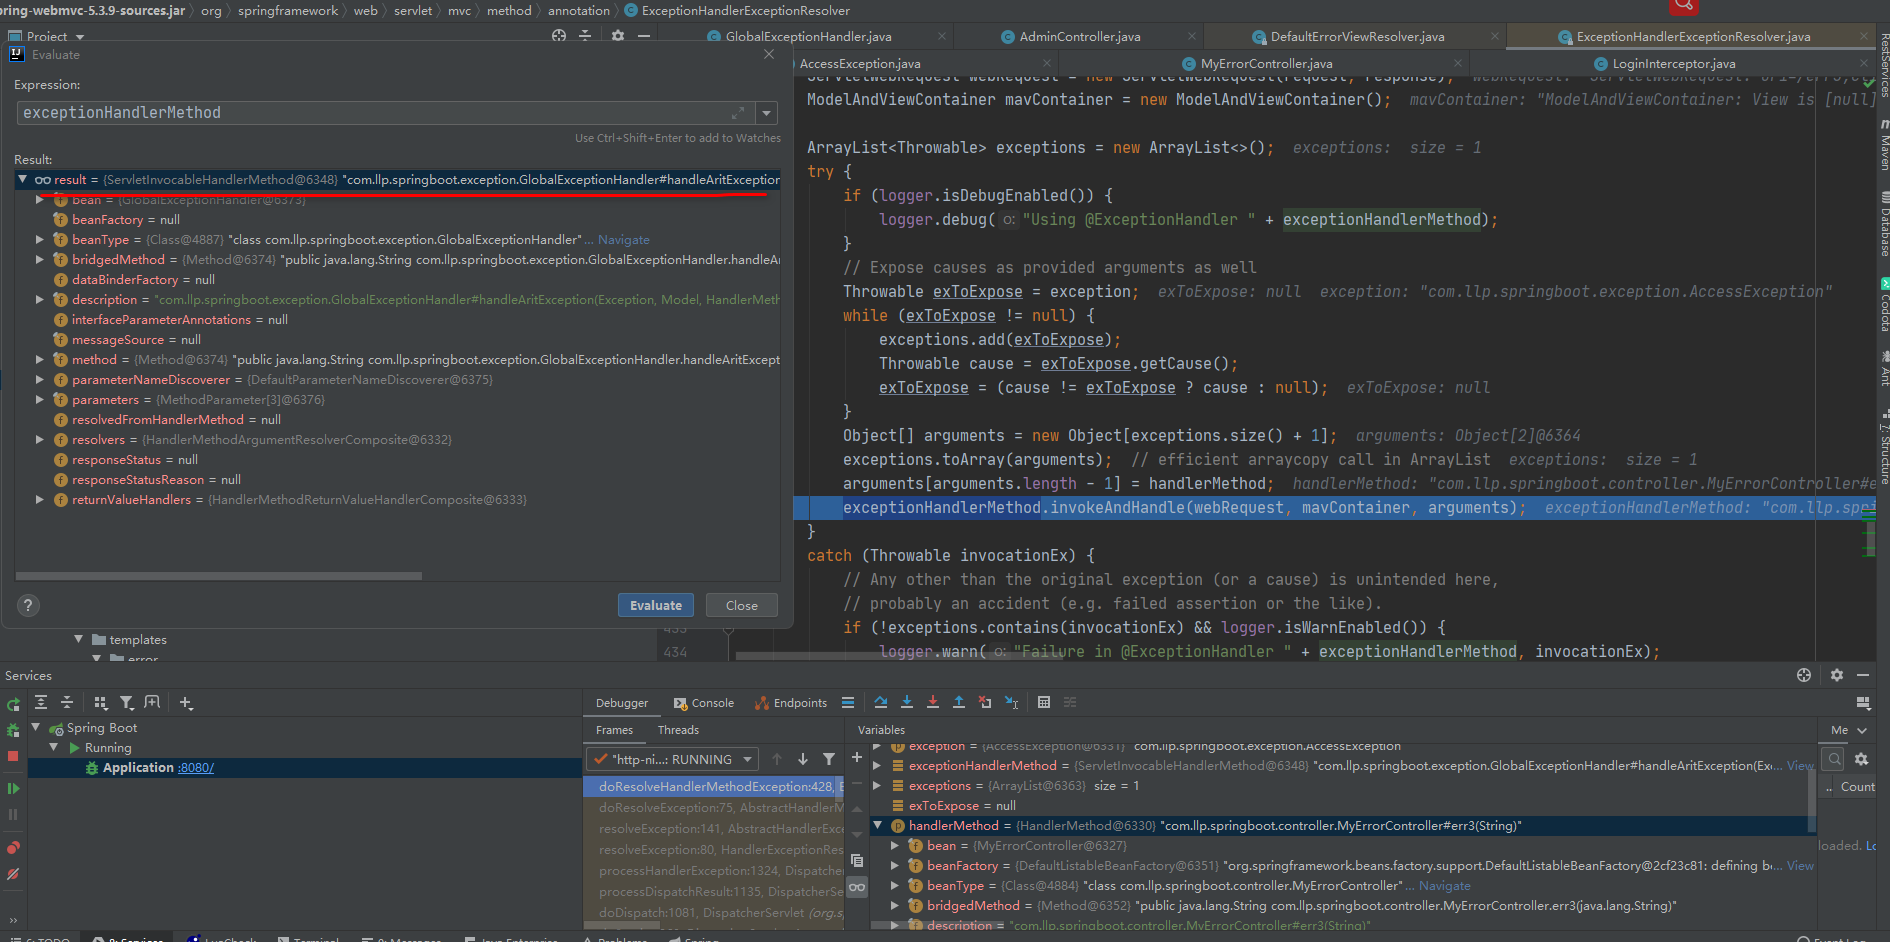 ring-webmvc-5.3.9-sources.jar org springframework web servlet mvc method annotation ExceptionHandlerExceptionResolver
Project
GlobalExceptionHandler.java
AdminController.java
DefaultErrorViewResolver.java
ExceptionHandlerExceptionResolver.java
AccessException.java
MyErrorController.java
LoginInterceptor.java
Evaluate
Expression:
exceptionHandlerMethod
Use Ctrl+Shift+Enter to add to Watches
Result:
result = {ServletInvocableHandlerMethod@6348} "com.llp.springboot.exception.GlobalExceptionHandler#handleAritException
bean = {GlobalExceptionHandler@6373}
beanFactory = null
beanType = {Class@4887} "class com.llp.springboot.exception.GlobalExceptionHandler"... Navigate
bridgedMethod = {Method@6374} "public java.lang.String com.llp.springboot.exception.GlobalExceptionHandler.handleAr
dataBinderFactory = null
description = "com.llp.springboot.exception.GlobalExceptionHandler#handleAritException(Exception, Model, HandlerMeth
interfaceParameterAnnotations = null
messageSource = null
method = {Method@6374} "public java.lang.String com.llp.springboot.exception.GlobalExceptionHandler.handleAritExcept
parameterNameDiscoverer = {DefaultParameterNameDiscoverer@6375}
parameters = {MethodParameter[3]@6376}
resolvedFromHandlerMethod = null
resolvers = {HandlerMethodArgumentResolverComposite@6332}
responseStatus = null
responseStatusReason = null
returnValueHandlers = {HandlerMethodReturnValueHandlerComposite@6333}
?
Evaluate
Close
templates
error
ServletWebRequest webRequest = new ServletWebRequest(request, response);
ModelAndViewContainer mavContainer = new ModelAndViewContainer(); mavContainer: "ModelAndViewContainer: View is [null]
ArrayList<Throwable> exceptions = new ArrayList<>(); exceptions: size = 1
try {
if (logger.isDebugEnabled()) {
logger.debug( o: "Using @ExceptionHandler " + exceptionHandlerMethod);
}
// Expose causes as provided arguments as well
Throwable exToExpose = exception; exToExpose: null exception: "com.llp.springboot.exception.AccessException"
while (exToExpose != null) {
exceptions.add(exToExpose);
Throwable cause = exToExpose.getCause();
exToExpose = (cause != exToExpose ? cause : null); exToExpose: null
}
Object[] arguments = new Object[exceptions.size() + 1]; arguments: Object[2]@6364
exceptions.toArray(arguments); // efficient arraycopy call in ArrayList exceptions: size = 1
arguments[arguments.length - 1] = handlerMethod; handlerMethod: "com.llp.springboot.controller.MyErrorController#e
exceptionHandlerMethod.invokeAndHandle(webRequest, mavContainer, arguments); exceptionHandlerMethod: "com.llp.spri
}
catch (Throwable invocationEx) {
// Any other than the original exception (or a cause) is unintended here,
// probably an accident (e.g. failed assertion or the like).
433
if (!exceptions.contains(invocationEx) && logger.isWarnEnabled()) {
434
logger.warn( o: "Failure in @ExceptionHandler " + exceptionHandlerMethod, invocationEx);
RestServices
Maven
Database
Codota
Ant
7: Structure
Services
Spring Boot
Running
Application :8080/
Debugger
Console
Endpoints
Frames
Threads
"http-ni...: RUNNING
doResolveHandlerMethodException:428, E
doResolveException:75, AbstractHandlerM
resolveException:141, AbstractHandlerExce
resolveException:80, HandlerExceptionRes
processHandlerException:1324, Dispatcher
processDispatchResult:1135, DispatcherSe
doDispatch:1081, DispatcherServlet (org.s
Variables
exception = {AccessException@6331} "com.llp.springboot.exception.AccessException
exceptionHandlerMethod = {ServletInvocableHandlerMethod@6348} "com.llp.springboot.exception.GlobalExceptionHandler#handleAritException(Exc... View
exceptions = {ArrayList@6363} size = 1
exToExpose = null
handlerMethod = {HandlerMethod@6330} "com.llp.springboot.controller.MyErrorController#err3(String)"
bean = {MyErrorController@6327}
beanFactory = {DefaultListableBeanFactory@6351} "org.springframework.beans.factory.support.DefaultListableBeanFactory@2cf23c81: defining b... View
beanType = {Class@4884} "class com.llp.springboot.controller.MyErrorController"... Navigate
bridgedMethod = {Method@6352} "public java.lang.String com.llp.springboot.controller.MyErrorController.err3(java.lang.String)"
description = "com.llp.springboot.controller.MyErrorController#err3(String)"
Me
.. Count
loaded. Lo
6: TODO
8: Services
LuaCheck
Terminal
0: Messages
Java Enterprise
Problems
Spring
Event Log